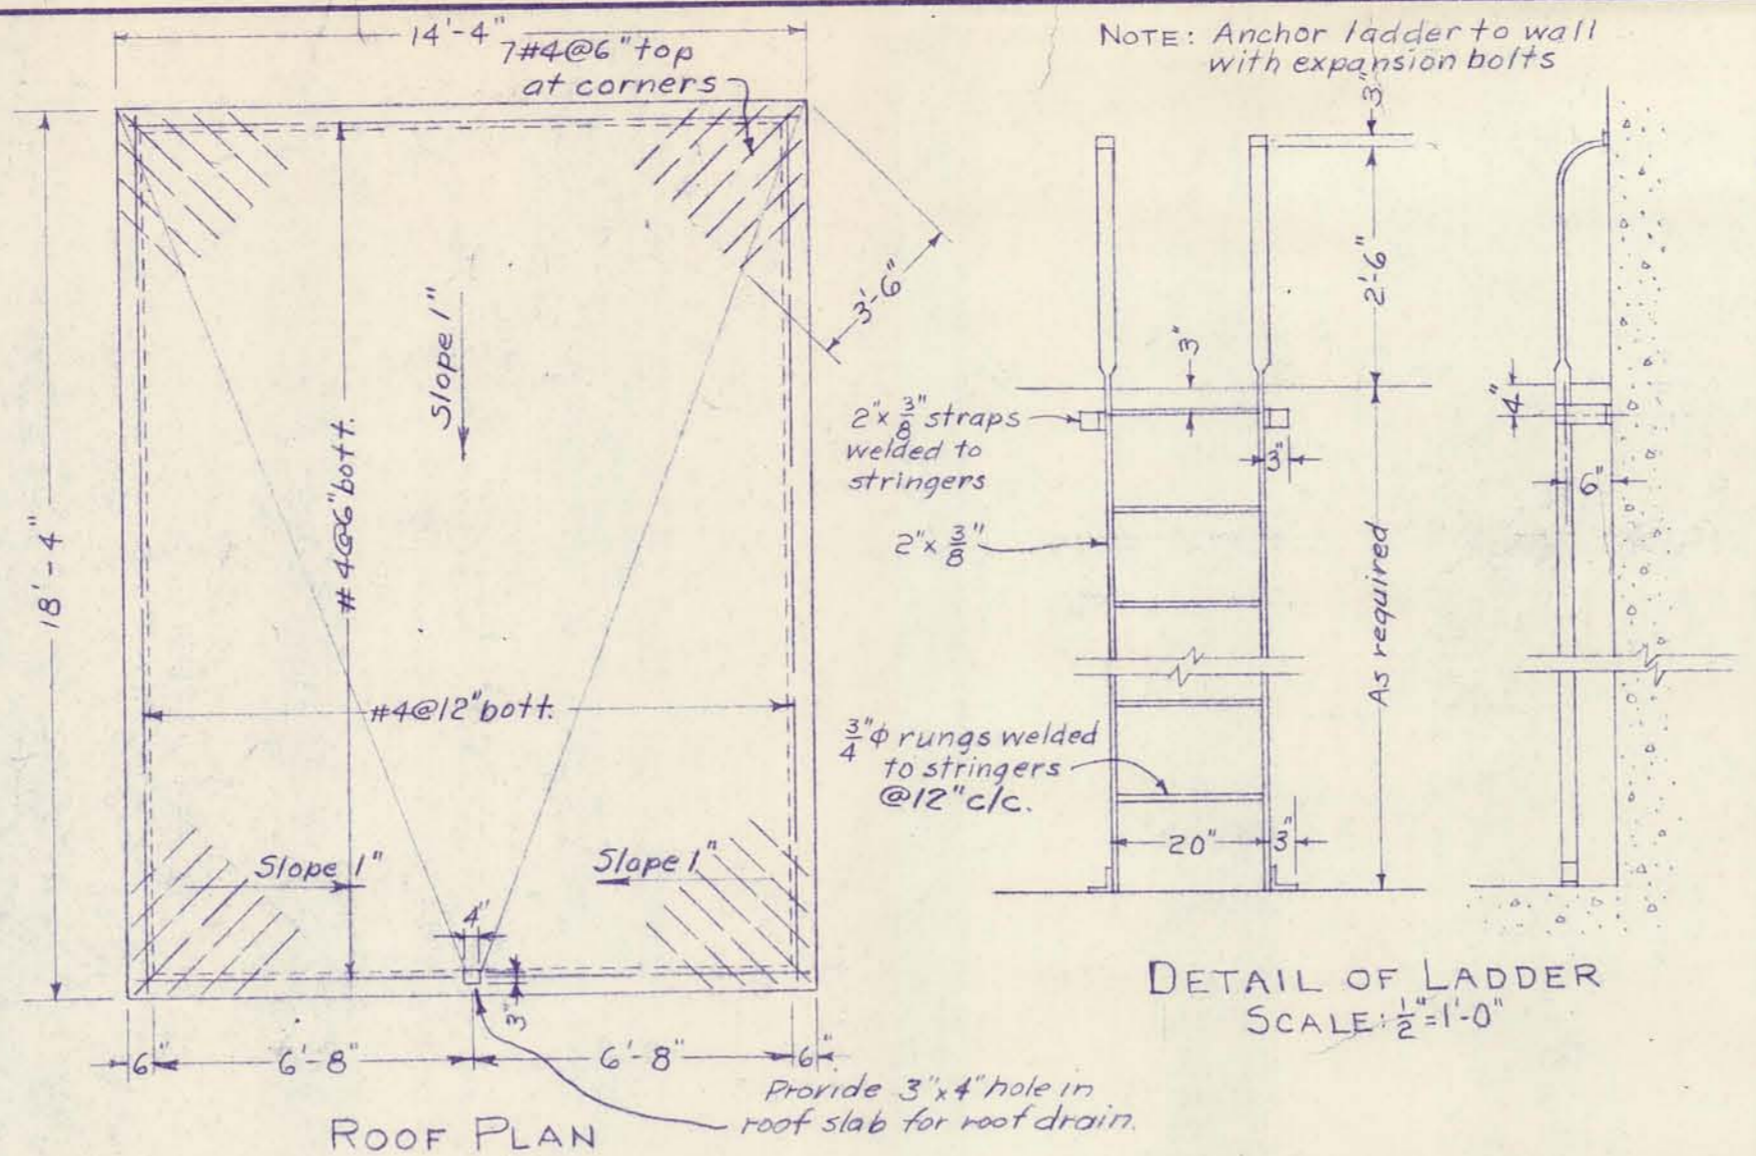 14'-4"
7#4@6" top
at corners
18'-4"
Slope 1"
#4@6" bott.
3'-6"
#4@12" bott.
Slope 1"
Slope 1"
4"
3"
6"
6'-8"
6'-8"
6"
Provide 3"x4" hole in
roof slab for roof drain.
ROOF PLAN
NOTE: Anchor ladder to wall
with expansion bolts
3"
2'-6"
3"
2"x 3/8" straps
welded to
stringers
3"
2"x 3/8"
As required
3/4"φ rungs welded
to stringers
@12" c/c.
20"
3"
4"
6"
DETAIL OF LADDER
SCALE: 1/2"=1'-0"